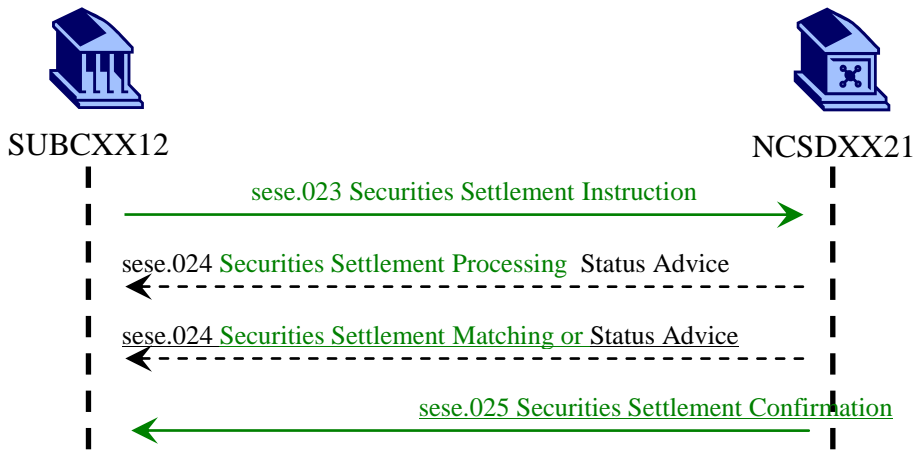 SUBCXX12
NCSDXX21
sese.023 Securities Settlement Instruction
sese.024 Securities Settlement Processing  Status Advice
sese.024 Securities Settlement Matching or Status Advice
sese.025 Securities Settlement Confirmation